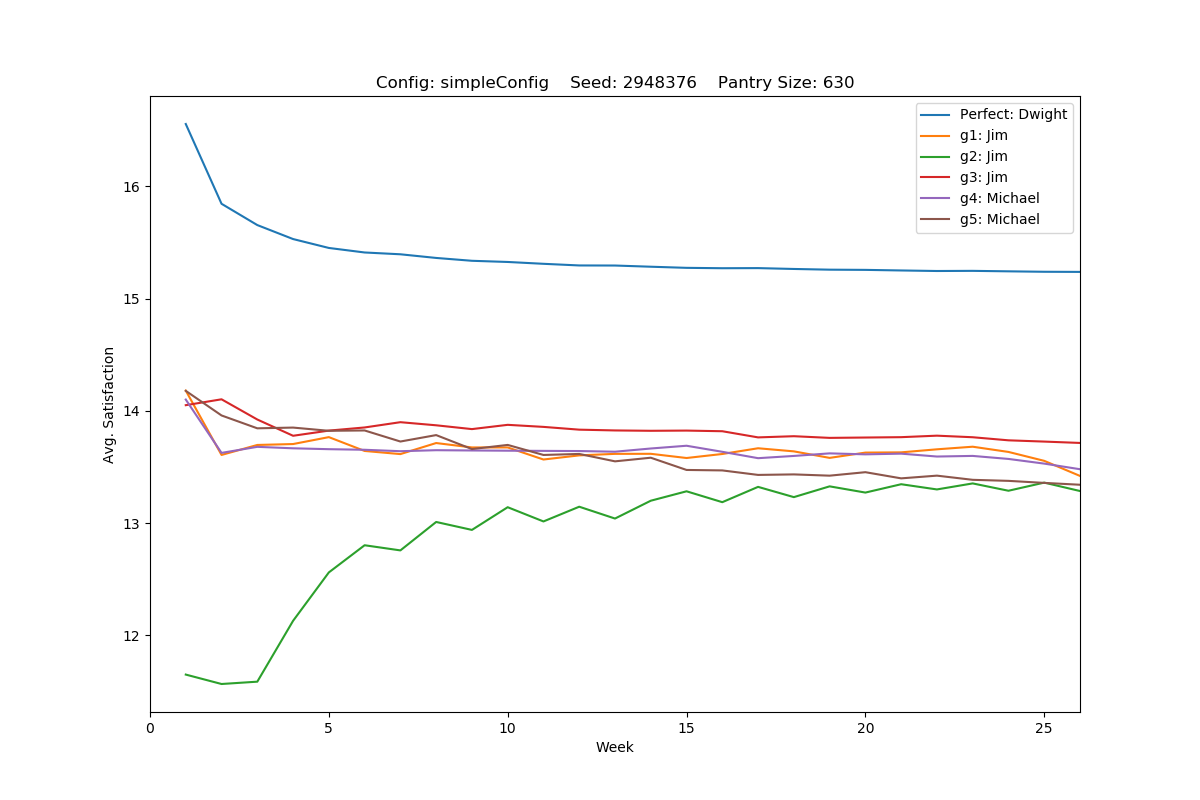 Config: simpleConfig    Seed: 2948376    Pantry Size: 630
Perfect: Dwight
g1: Jim
g2: Jim
g3: Jim
g4: Michael
g5: Michael
Avg. Satisfaction
16
15
14
13
12
0 5 10 15 20 25
Week